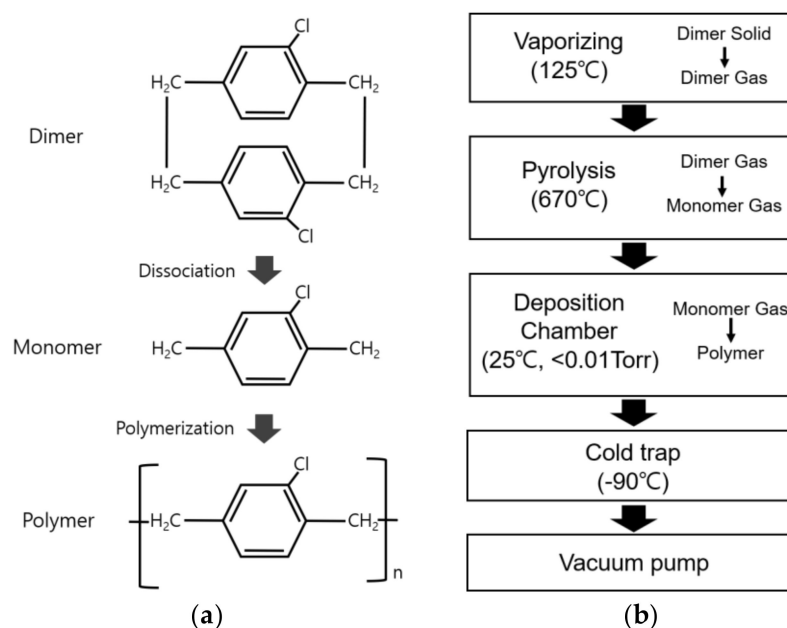 Dimer
Cl
H₂C
CH₂
H₂C
CH₂
Cl
Dissociation
Monomer
Cl
H₂C
CH₂
Polymerization
Polymer
Cl
H₂C
CH₂
n
(a)
Vaporizing
(125℃)
Dimer Solid
Dimer Gas
Pyrolysis
(670℃)
Dimer Gas
Monomer Gas
Deposition
Chamber
(25℃, <0.01Torr)
Monomer Gas
Polymer
Cold trap
(-90℃)
Vacuum pump
(b)